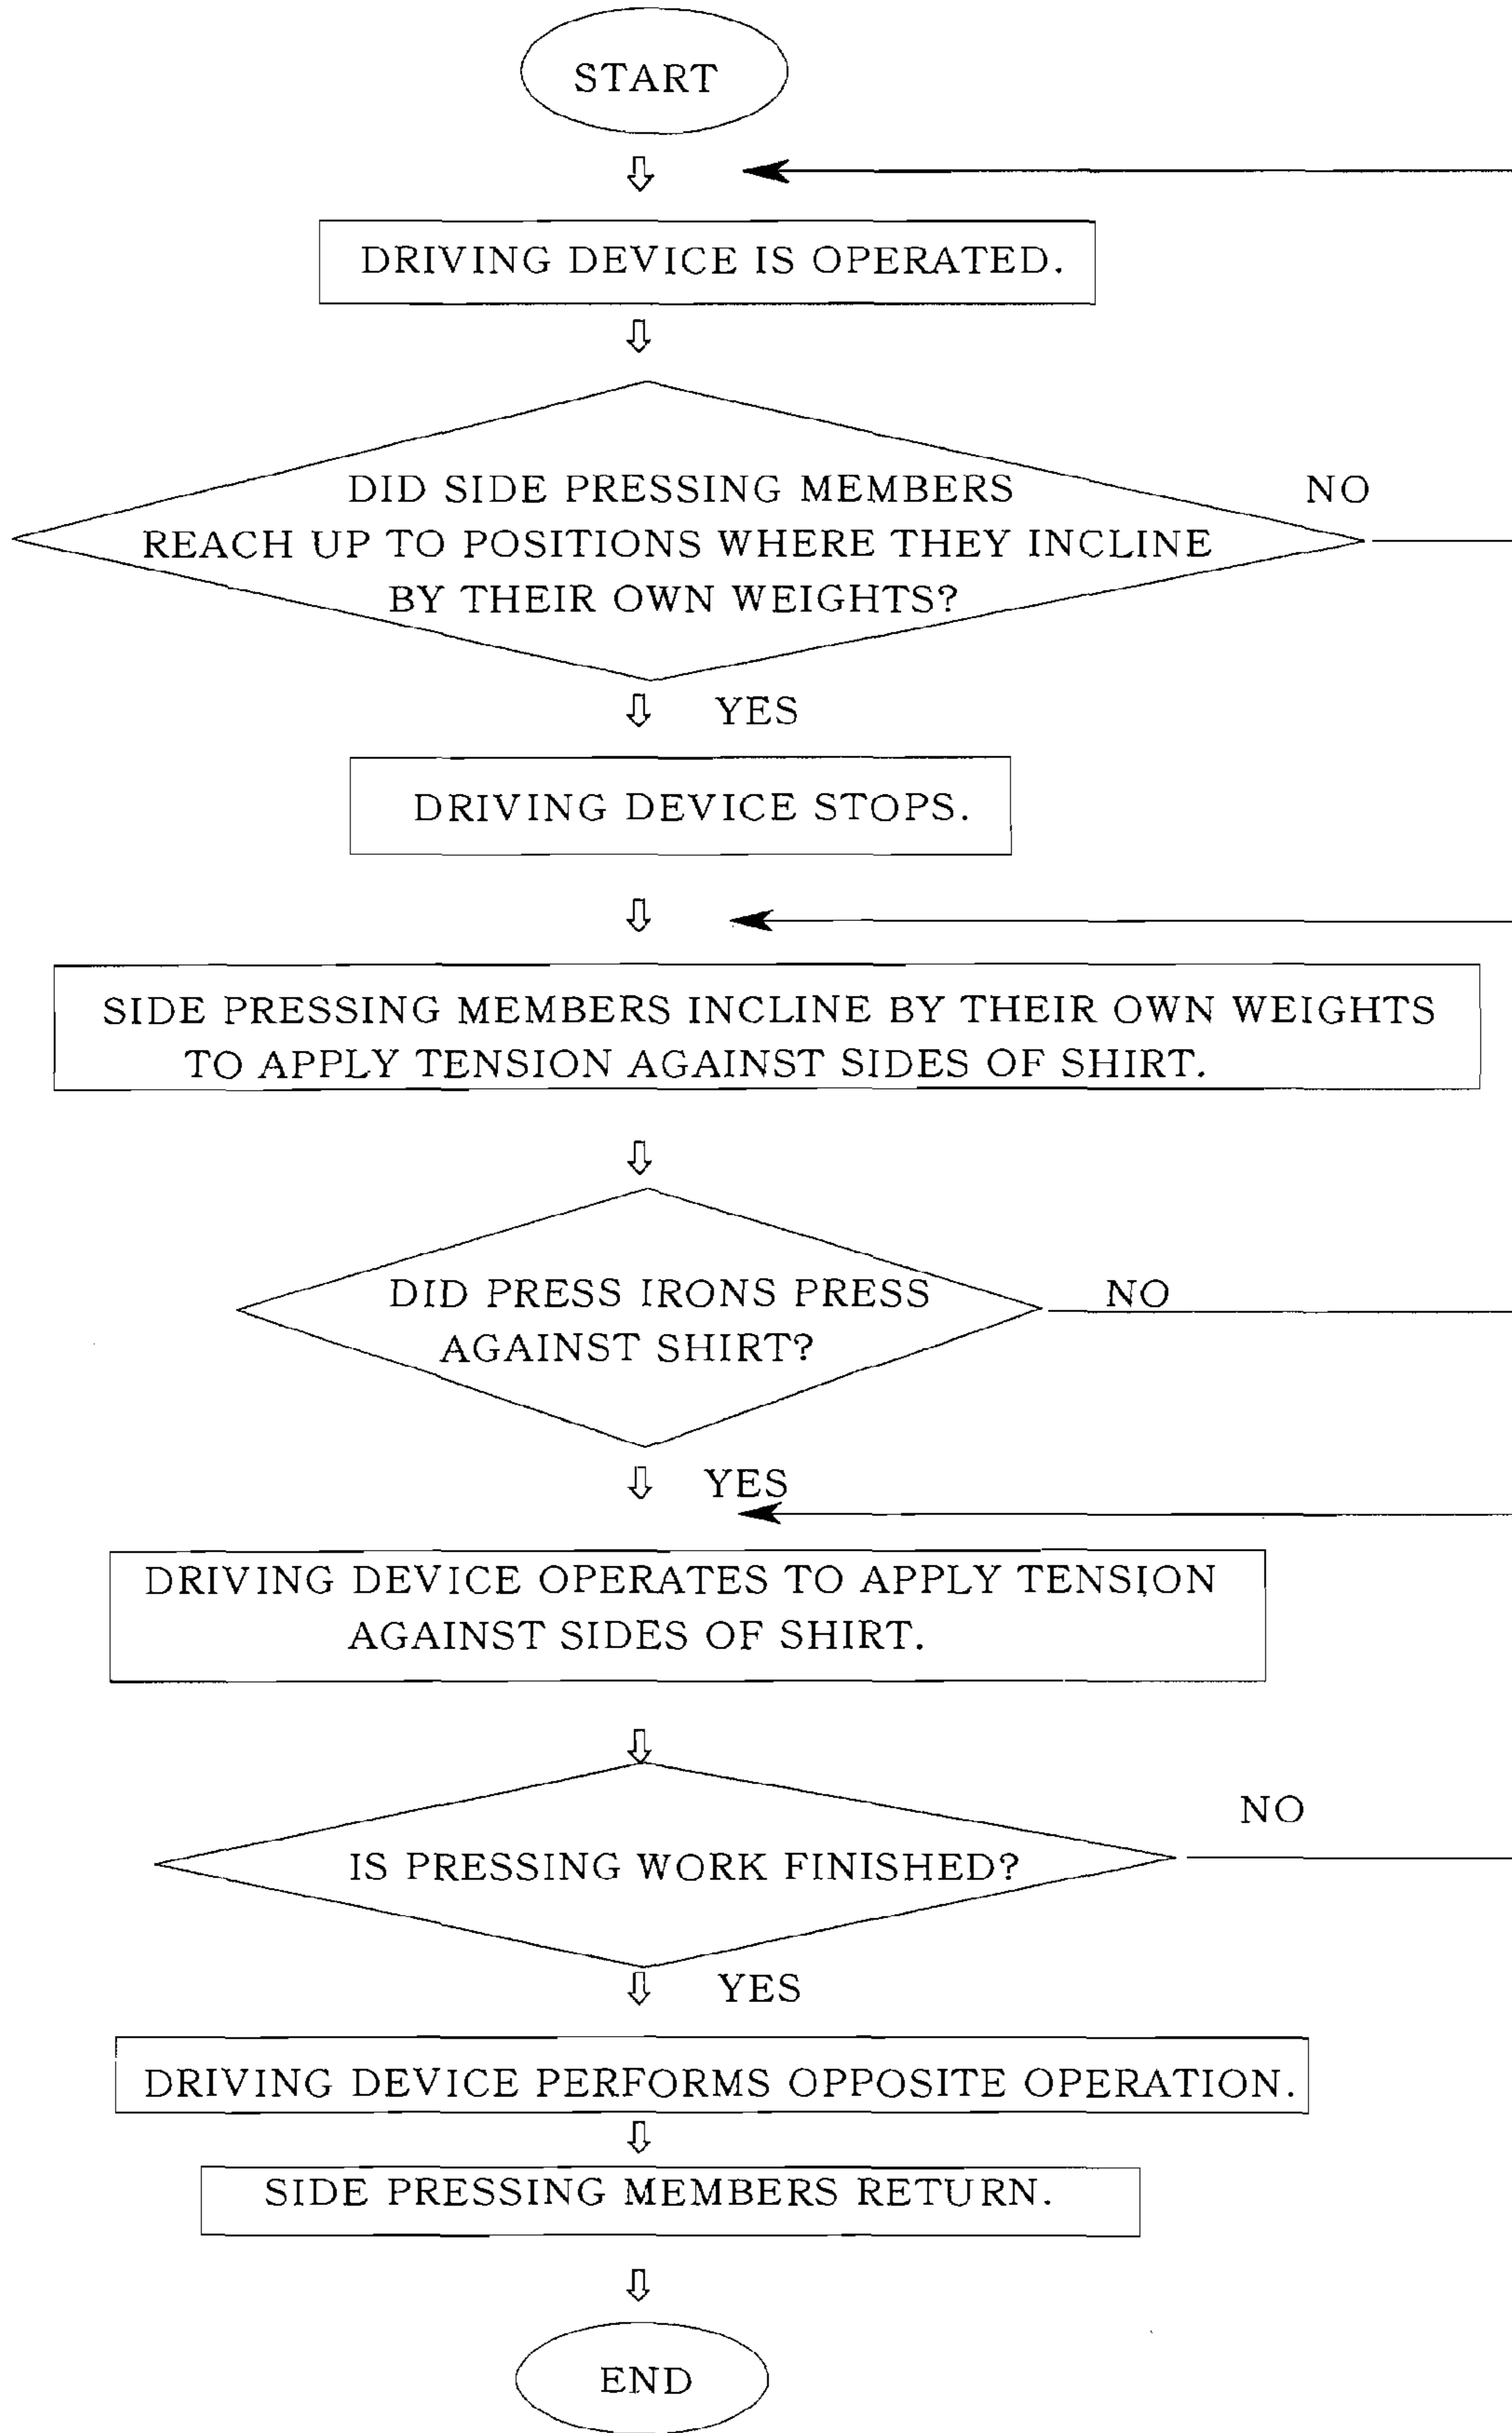 START
DRIVING DEVICE IS OPERATED.
DID SIDE PRESSING MEMBERS
REACH UP TO POSITIONS WHERE THEY INCLINE
BY THEIR OWN WEIGHTS?
NO
YES
DRIVING DEVICE STOPS.
SIDE PRESSING MEMBERS INCLINE BY THEIR OWN WEIGHTS
TO APPLY TENSION AGAINST SIDES OF SHIRT.
DID PRESS IRONS PRESS
AGAINST SHIRT?
NO
YES
DRIVING DEVICE OPERATES TO APPLY TENSION
AGAINST SIDES OF SHIRT.
IS PRESSING WORK FINISHED?
NO
YES
DRIVING DEVICE PERFORMS OPPOSITE OPERATION.
SIDE PRESSING MEMBERS RETURN.
END